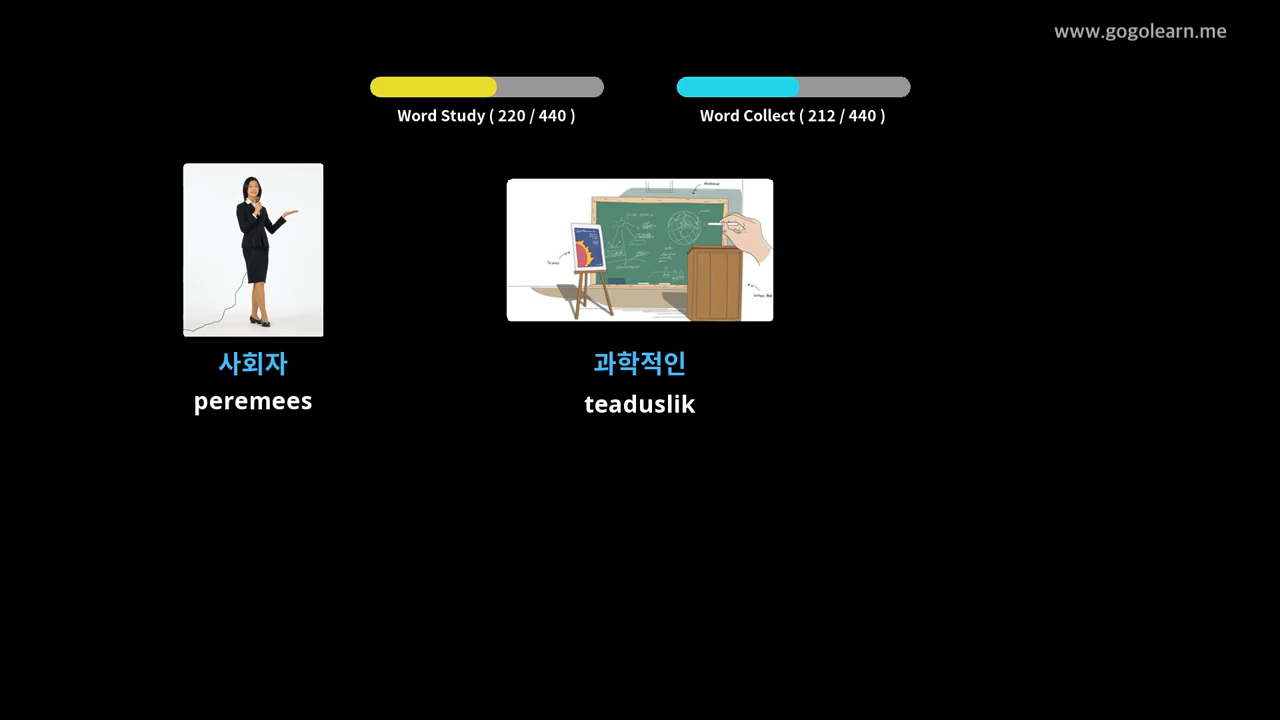 www.gogolearn.me
Word Study ( 220 / 440 )
Word Collect ( 212 / 440 )
사회자
peremees
과학적인
teaduslik